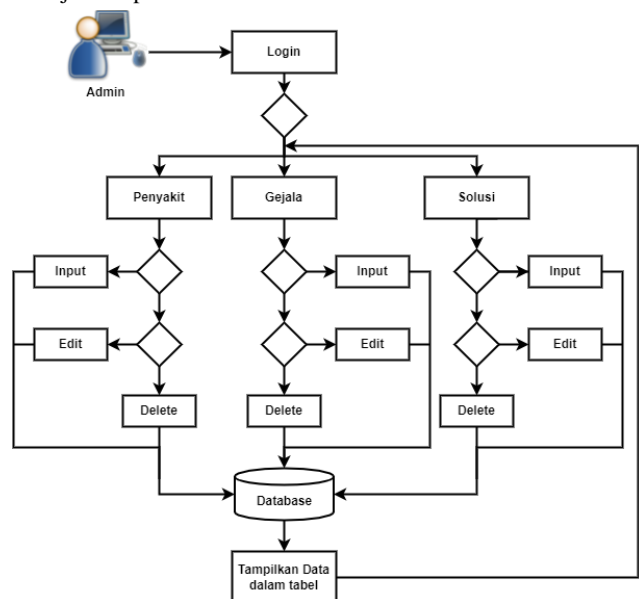 Admin
Login
Penyakit
Gejala
Solusi
Input
Input
Input
Edit
Edit
Edit
Delete
Delete
Delete
Database
Tampilkan Data
dalam tabel